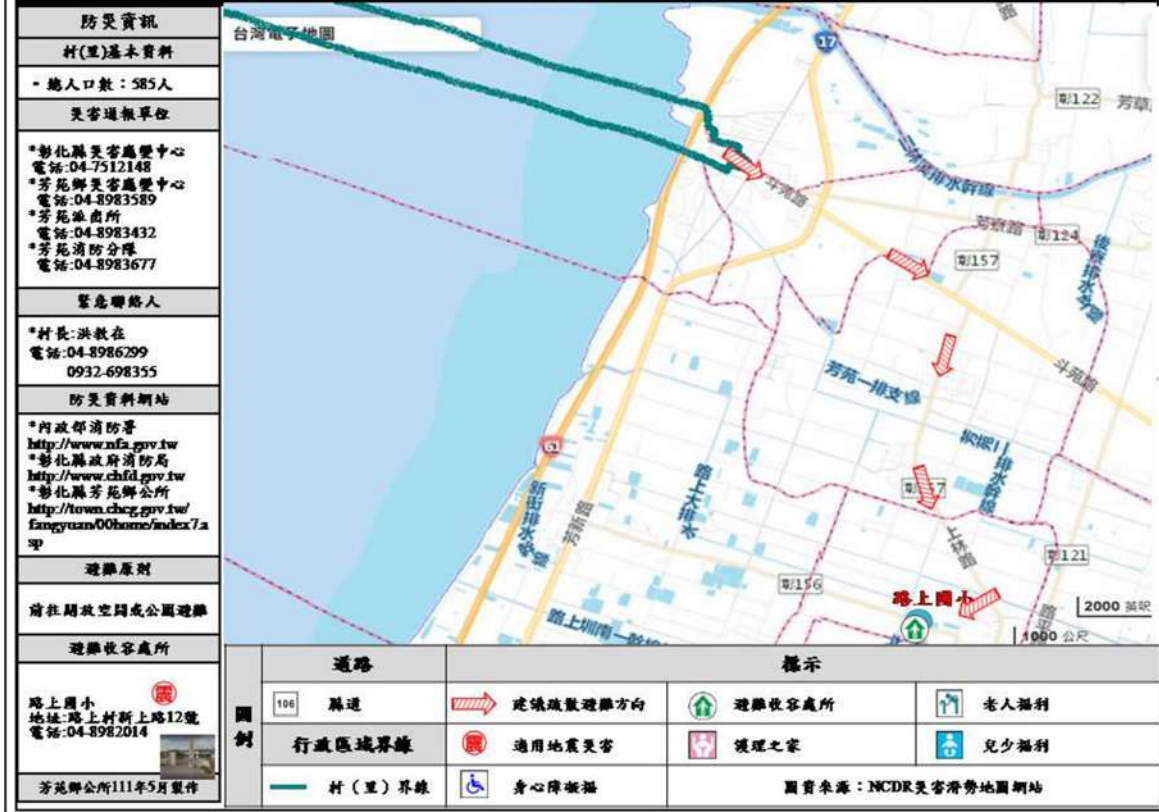 防災資訊
村(里)基本資料
・總人口數：585人
災害通報單位
*彰化縣災害應變中心
電話:04-7512148
*芳苑鄉災害應變中心
電話:04-8983589
*芳苑派出所
電話:04-8983432
*芳苑消防分隊
電話:04-8983677
緊急聯絡人
*村長:洪教在
電話:04-8986299
0932-698355
防災資料網站
*內政部消防署
http://www.nfa.gov.tw
*彰化縣政府消防局
http://www.chfd.gov.tw
*彰化縣芳苑鄉公所
http://town.chcg.gov.tw/
fangyuan/00home/index7.a
sp
避難原則
前往開放空間或公園避難
避難收容處所
震
路上國小
地址:路上村新上路12號
電話:04-8982014
芳苑鄉公所111年5月製作
台灣電子地圖
17
彰122
芳草
二林溪排水幹線
斗苑路
芳寮路
彰124
彰157
後寮排水幹線
斗苑路
芳苑一排支線
芳苑二排水幹線
61
新街排水幹線
芳新路
路上大排水
彰157
上林路
彰121
彰156
路上國小
路上圳南一幹線
2000 英呎
1000 公尺
圖例
道路
標示
106
縣道
建議疏散避難方向
避難收容處所
老人福利
行政區域界線
震
適用地震災害
護理之家
兒少福利
村（里）界線
身心障礙福
圖資來源：NCDR災害潛勢地圖網站